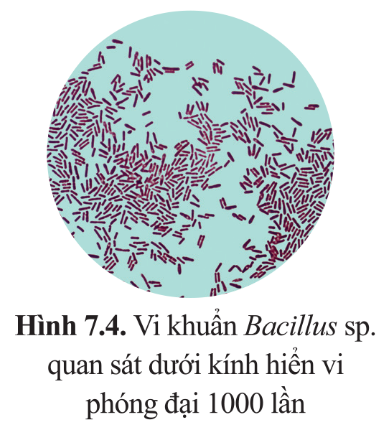 Hình 7.4. Vi khuẩn Bacillus sp.
quan sát dưới kính hiển vi
phóng đại 1000 lần